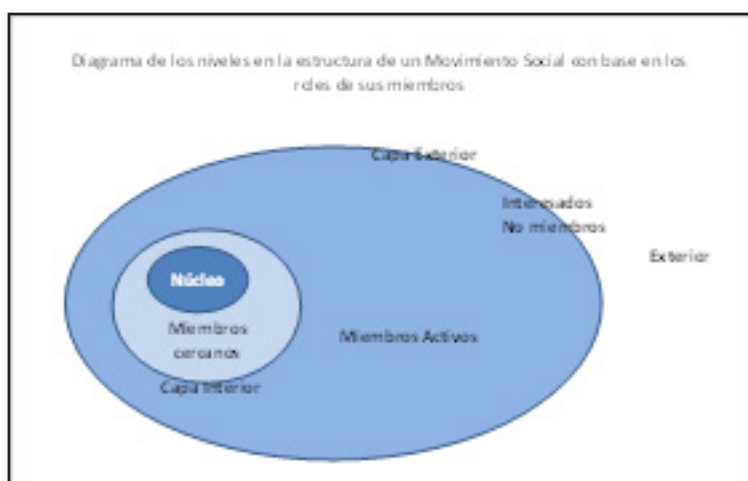 Diagrama de los niveles en la estructura de un Movimiento Social con base en los
roles de sus miembros
Capa Exterior
Interesados
No miembros
Exterior
Núcleo
Miembros
cercanos
Miembros Activos
Capa Interior